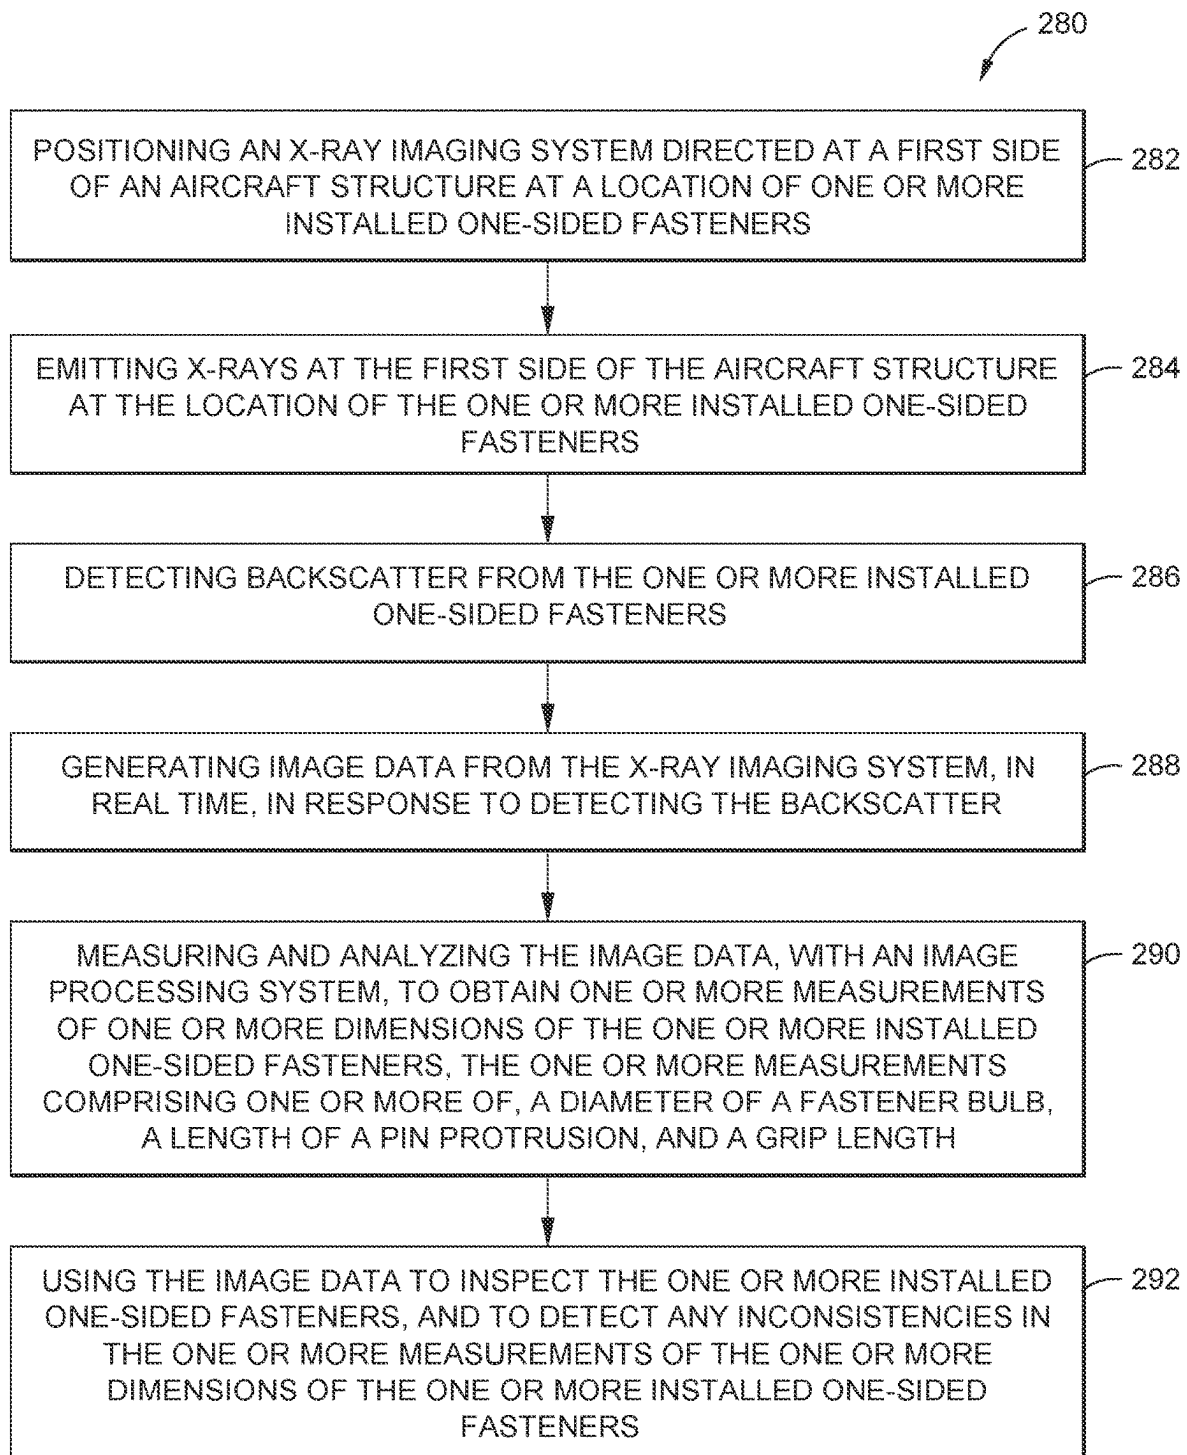 280
POSITIONING AN X-RAY IMAGING SYSTEM DIRECTED AT A FIRST SIDE
OF AN AIRCRAFT STRUCTURE AT A LOCATION OF ONE OR MORE
INSTALLED ONE-SIDED FASTENERS
282
EMITTING X-RAYS AT THE FIRST SIDE OF THE AIRCRAFT STRUCTURE
AT THE LOCATION OF THE ONE OR MORE INSTALLED ONE-SIDED
FASTENERS
284
DETECTING BACKSCATTER FROM THE ONE OR MORE INSTALLED
ONE-SIDED FASTENERS
286
GENERATING IMAGE DATA FROM THE X-RAY IMAGING SYSTEM, IN
REAL TIME, IN RESPONSE TO DETECTING THE BACKSCATTER
288
MEASURING AND ANALYZING THE IMAGE DATA, WITH AN IMAGE
PROCESSING SYSTEM, TO OBTAIN ONE OR MORE MEASUREMENTS
OF ONE OR MORE DIMENSIONS OF THE ONE OR MORE INSTALLED
ONE-SIDED FASTENERS, THE ONE OR MORE MEASUREMENTS
COMPRISING ONE OR MORE OF, A DIAMETER OF A FASTENER BULB,
A LENGTH OF A PIN PROTRUSION, AND A GRIP LENGTH
290
USING THE IMAGE DATA TO INSPECT THE ONE OR MORE INSTALLED
ONE-SIDED FASTENERS, AND TO DETECT ANY INCONSISTENCIES IN
THE ONE OR MORE MEASUREMENTS OF THE ONE OR MORE
DIMENSIONS OF THE ONE OR MORE INSTALLED ONE-SIDED
FASTENERS
292